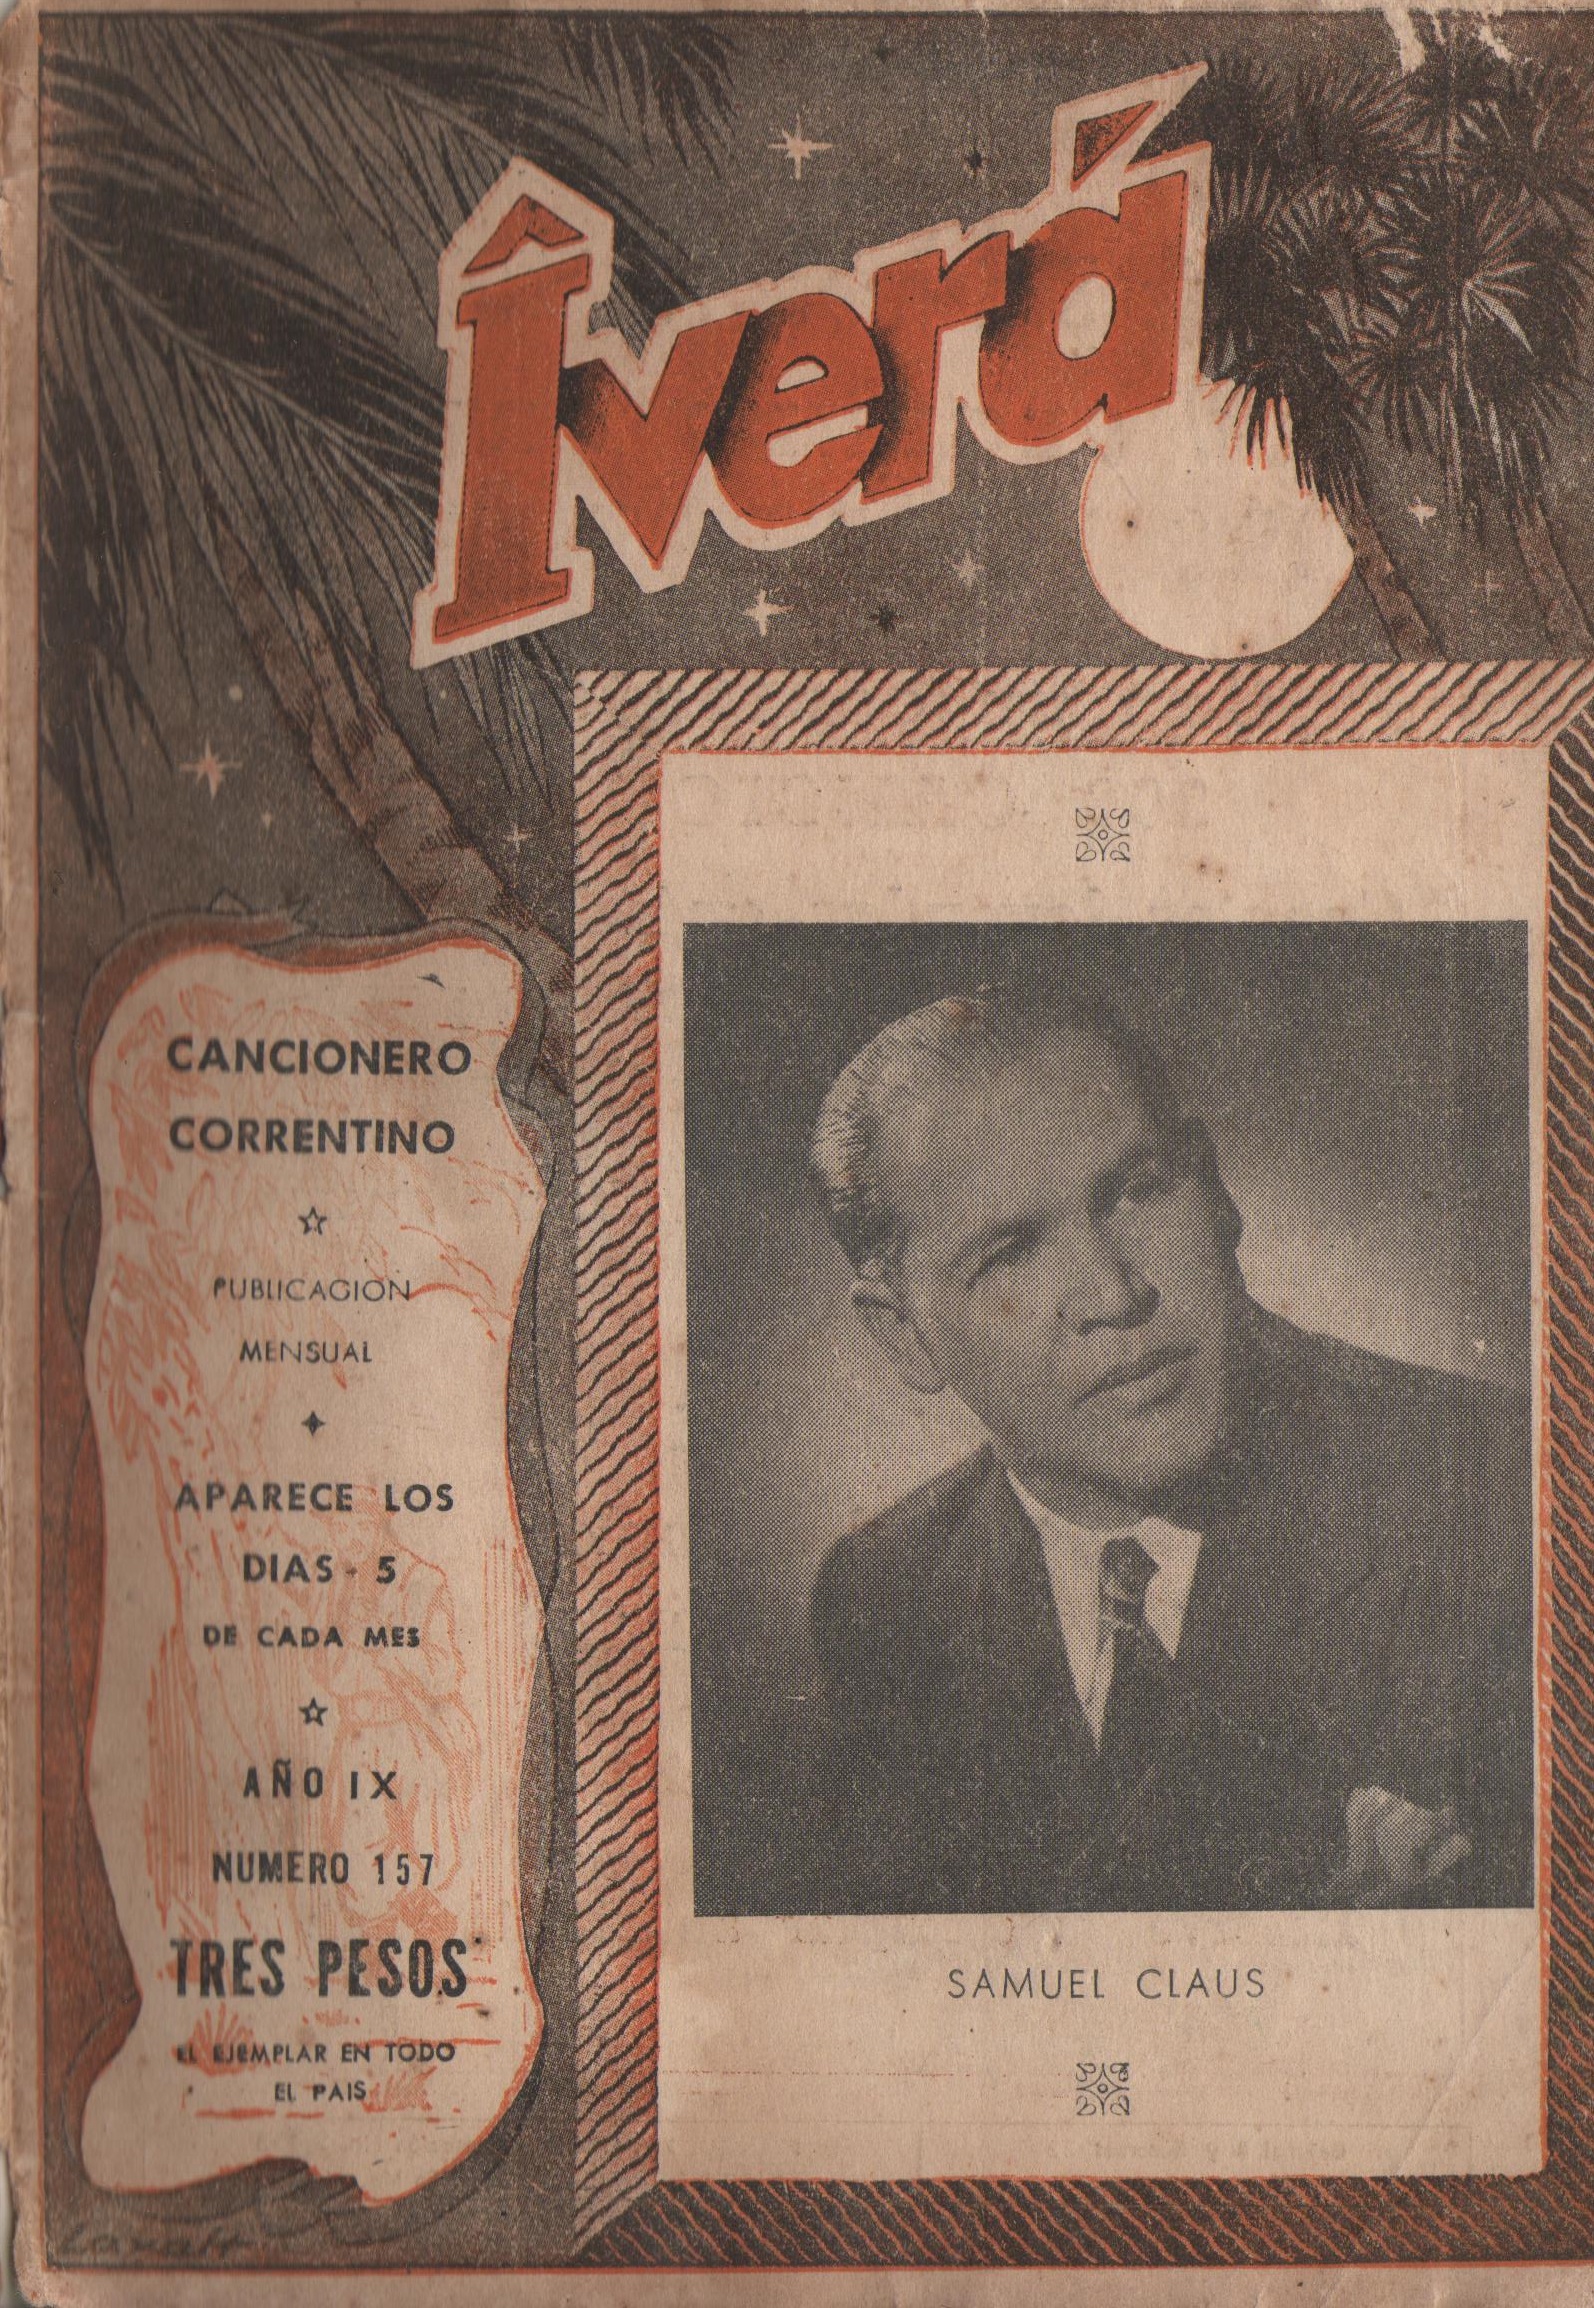 Îverá
CANCIONERO
CORRENTINO
PUBLICACION
MENSUAL
APARECE LOS
DIAS - 5
DE CADA MES
AÑO IX
NUMERO 157
TRES PESOS
EL EJEMPLAR EN TODO
EL PAIS
SAMUEL CLAUS